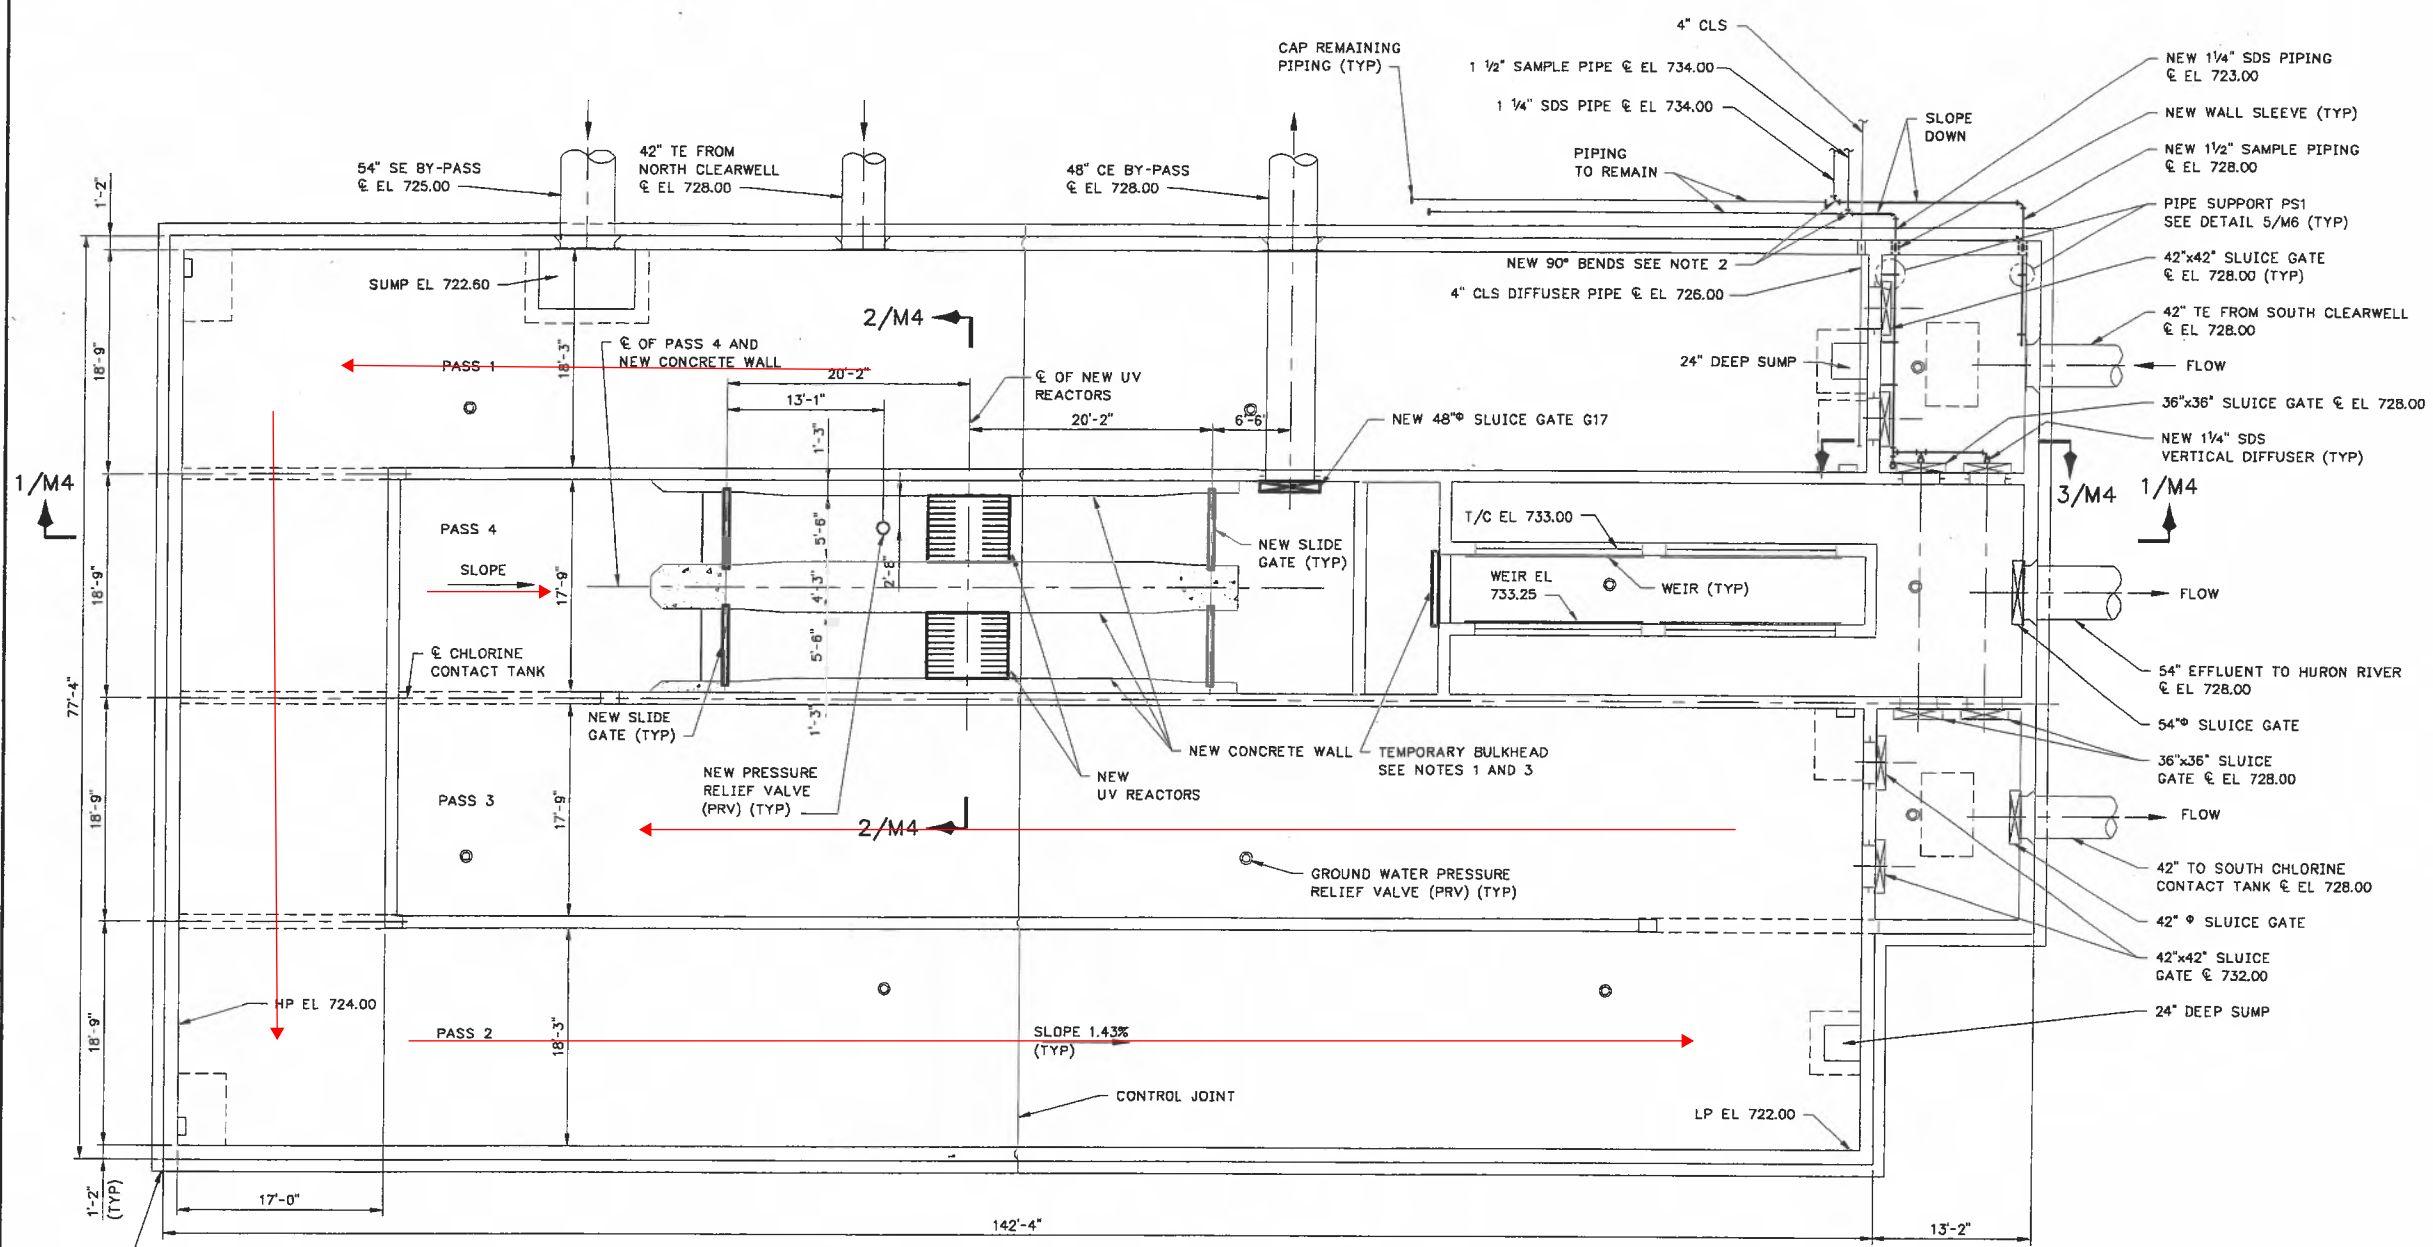 4" CLS
CAP REMAINING
PIPING (TYP)
1 1/2" SAMPLE PIPE ℄ EL 734.00
1 1/4" SDS PIPE ℄ EL 734.00
NEW 1 1/4" SDS PIPING
℄ EL 723.00
NEW WALL SLEEVE (TYP)
SLOPE
DOWN
NEW 1 1/2" SAMPLE PIPING
℄ EL 728.00
PIPING
TO REMAIN
54" SE BY-PASS
℄ EL 725.00
42" TE FROM
NORTH CLEARWELL
℄ EL 728.00
48" CE BY-PASS
℄ EL 728.00
PIPE SUPPORT PS1
SEE DETAIL 5/M6 (TYP)
1'-2"
NEW 90° BENDS SEE NOTE 2
4" CLS DIFFUSER PIPE ℄ EL 726.00
42"x42" SLUICE GATE
℄ EL 728.00 (TYP)
42" TE FROM SOUTH CLEARWELL
℄ EL 728.00
SUMP EL 722.60
2/M4
℄ OF PASS 4 AND
NEW CONCRETE WALL
PASS 1
18'-9"
18'-3"
20'-2"
13'-1"
℄ OF NEW UV
REACTORS
24" DEEP SUMP
FLOW
20'-2"
6'-6"
NEW 48"Φ SLUICE GATE G17
36"x36" SLUICE GATE ℄ EL 728.00
NEW 1 1/4" SDS
VERTICAL DIFFUSER (TYP)
1'-3"
1/M4
3/M4
1/M4
PASS 4
T/C EL 733.00
NEW SLIDE
GATE (TYP)
5'-6"
2'-8"
SLOPE
18'-9"
17'-9"
4'-3"
WEIR EL
733.25
WEIR (TYP)
FLOW
5'-6"
℄ CHLORINE
CONTACT TANK
54" EFFLUENT TO HURON RIVER
℄ EL 728.00
77'-4"
1'-3"
NEW SLIDE
GATE (TYP)
54"Φ SLUICE GATE
NEW CONCRETE WALL
TEMPORARY BULKHEAD
SEE NOTES 1 AND 3
NEW PRESSURE
RELIEF VALVE
(PRV) (TYP)
NEW
UV REACTORS
36"x36" SLUICE
GATE ℄ EL 728.00
PASS 3
18'-9"
17'-9"
2/M4
FLOW
GROUND WATER PRESSURE
RELIEF VALVE (PRV) (TYP)
42" TO SOUTH CHLORINE
CONTACT TANK ℄ EL 728.00
42" Φ SLUICE GATE
42"x42" SLUICE
GATE ℄ 732.00
HP EL 724.00
24" DEEP SUMP
18'-9"
PASS 2
18'-3"
SLOPE 1.43%
(TYP)
CONTROL JOINT
LP EL 722.00
1'-2"
(TYP)
17'-0"
142'-4"
13'-2"